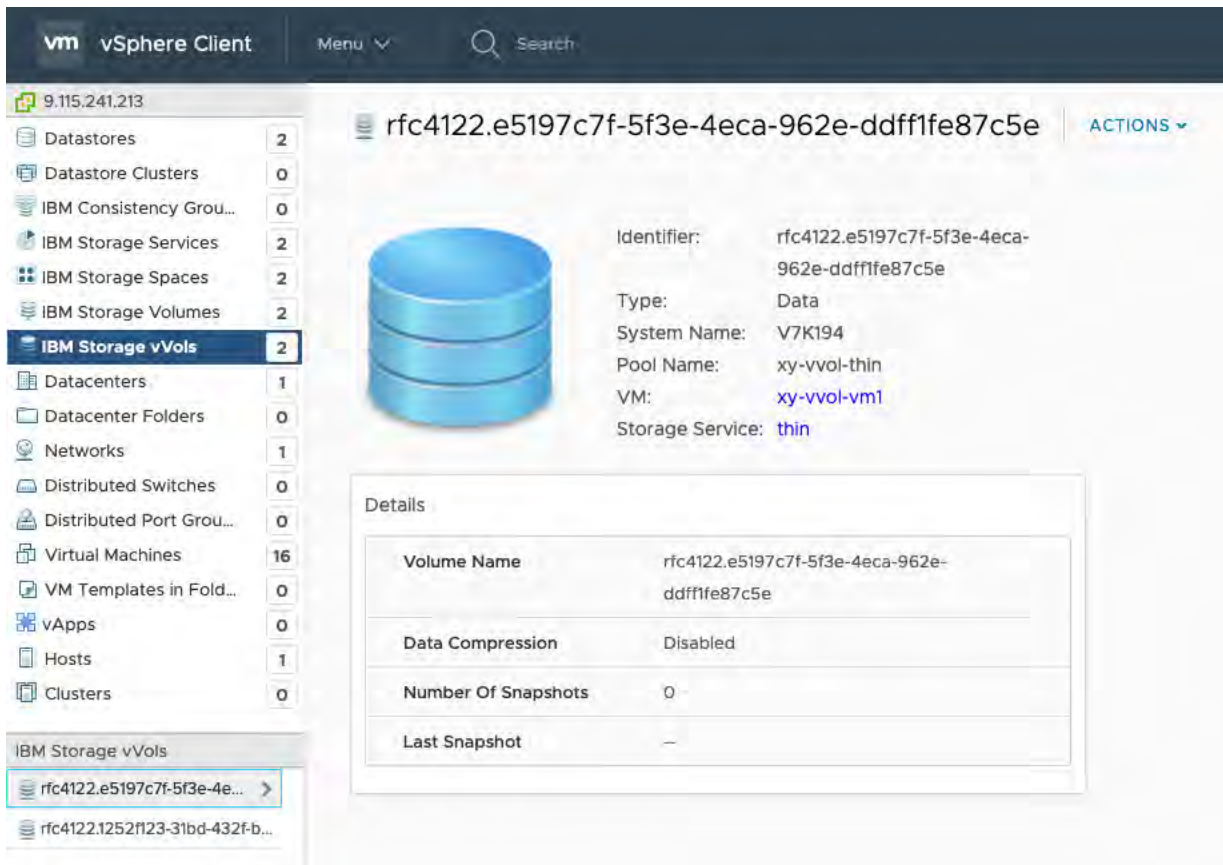 vm vSphere Client Menu Search
9.115.241.213
Datastores 2
Datastore Clusters 0
IBM Consistency Grou... 0
IBM Storage Services 2
IBM Storage Spaces 2
IBM Storage Volumes 2
IBM Storage vVols 2
Datacenters 1
Datacenter Folders 0
Networks 1
Distributed Switches 0
Distributed Port Grou... 0
Virtual Machines 16
VM Templates in Fold... 0
vApps 0
Hosts 1
Clusters 0
IBM Storage vVols
rfc4122.e5197c7f-5f3e-4e...
rfc4122.1252f123-31bd-432f-b...
rfc4122.e5197c7f-5f3e-4eca-962e-ddff1fe87c5e ACTIONS
Identifier: rfc4122.e5197c7f-5f3e-4eca-
962e-ddff1fe87c5e
Type: Data
System Name: V7K194
Pool Name: xy-vvol-thin
VM: xy-vvol-vm1
Storage Service: thin
Details
Volume Name rfc4122.e5197c7f-5f3e-4eca-962e-
ddff1fe87c5e
Data Compression Disabled
Number Of Snapshots 0
Last Snapshot —